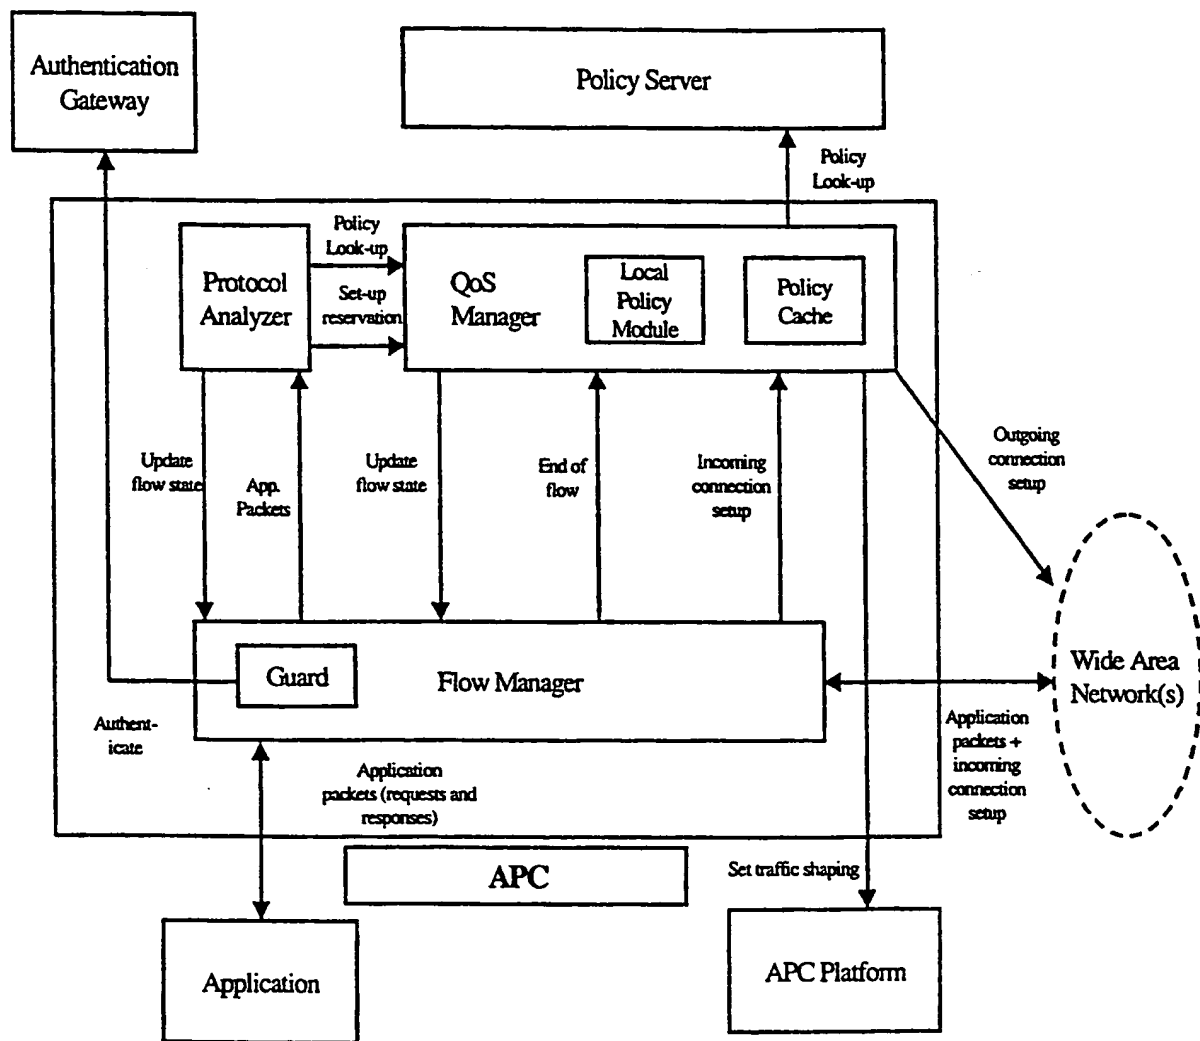 Authentication
Gateway
Policy Server
Policy
Look-up
Policy
Look-up
Protocol
Analyzer
Set-up
reservation
QoS
Manager
Local
Policy
Module
Policy
Cache
Update
flow state
App.
Packets
Update
flow state
End of
flow
Incoming
connection
setup
Outgoing
connection
setup
Guard
Flow Manager
Wide Area
Network(s)
Authent-
icate
Application
packets (requests and
responses)
Application
packets +
incoming
connection
setup
APC
Set traffic shaping
Application
APC Platform